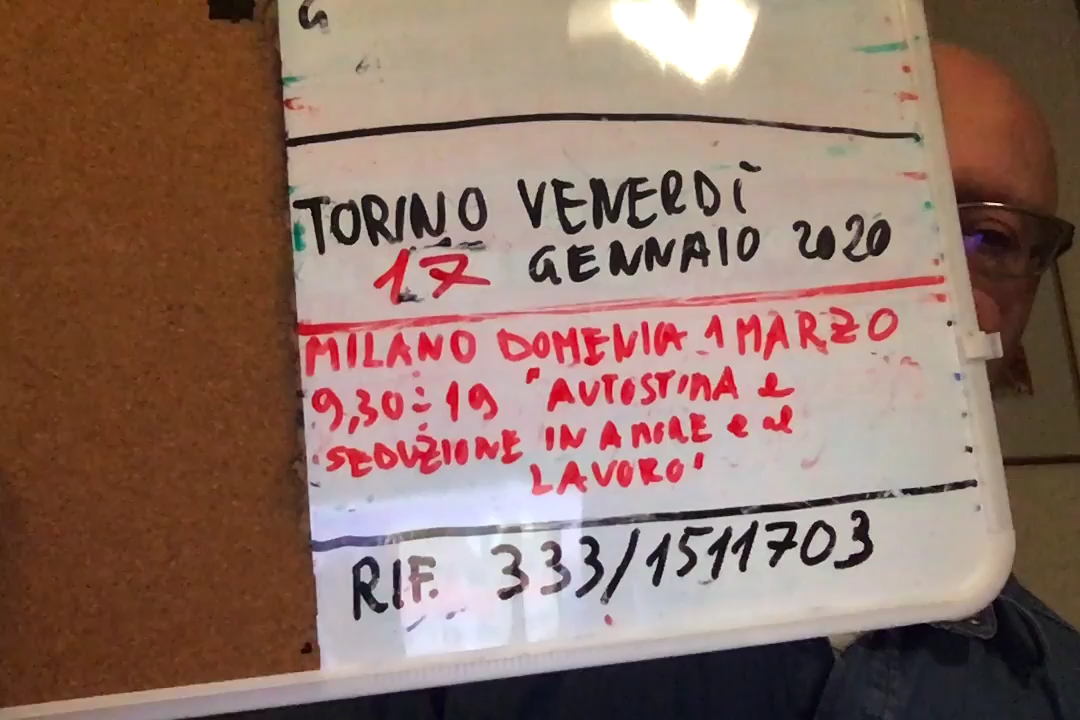 G
TORINO VENERDÌ
17 GENNAIO 2020
MILANO DOMENICA 1 MARZO
9,30÷19 "AUTOSTIMA e
SEDUZIONE IN AMORE e al
LAVORO"
RIF. 333/1511703